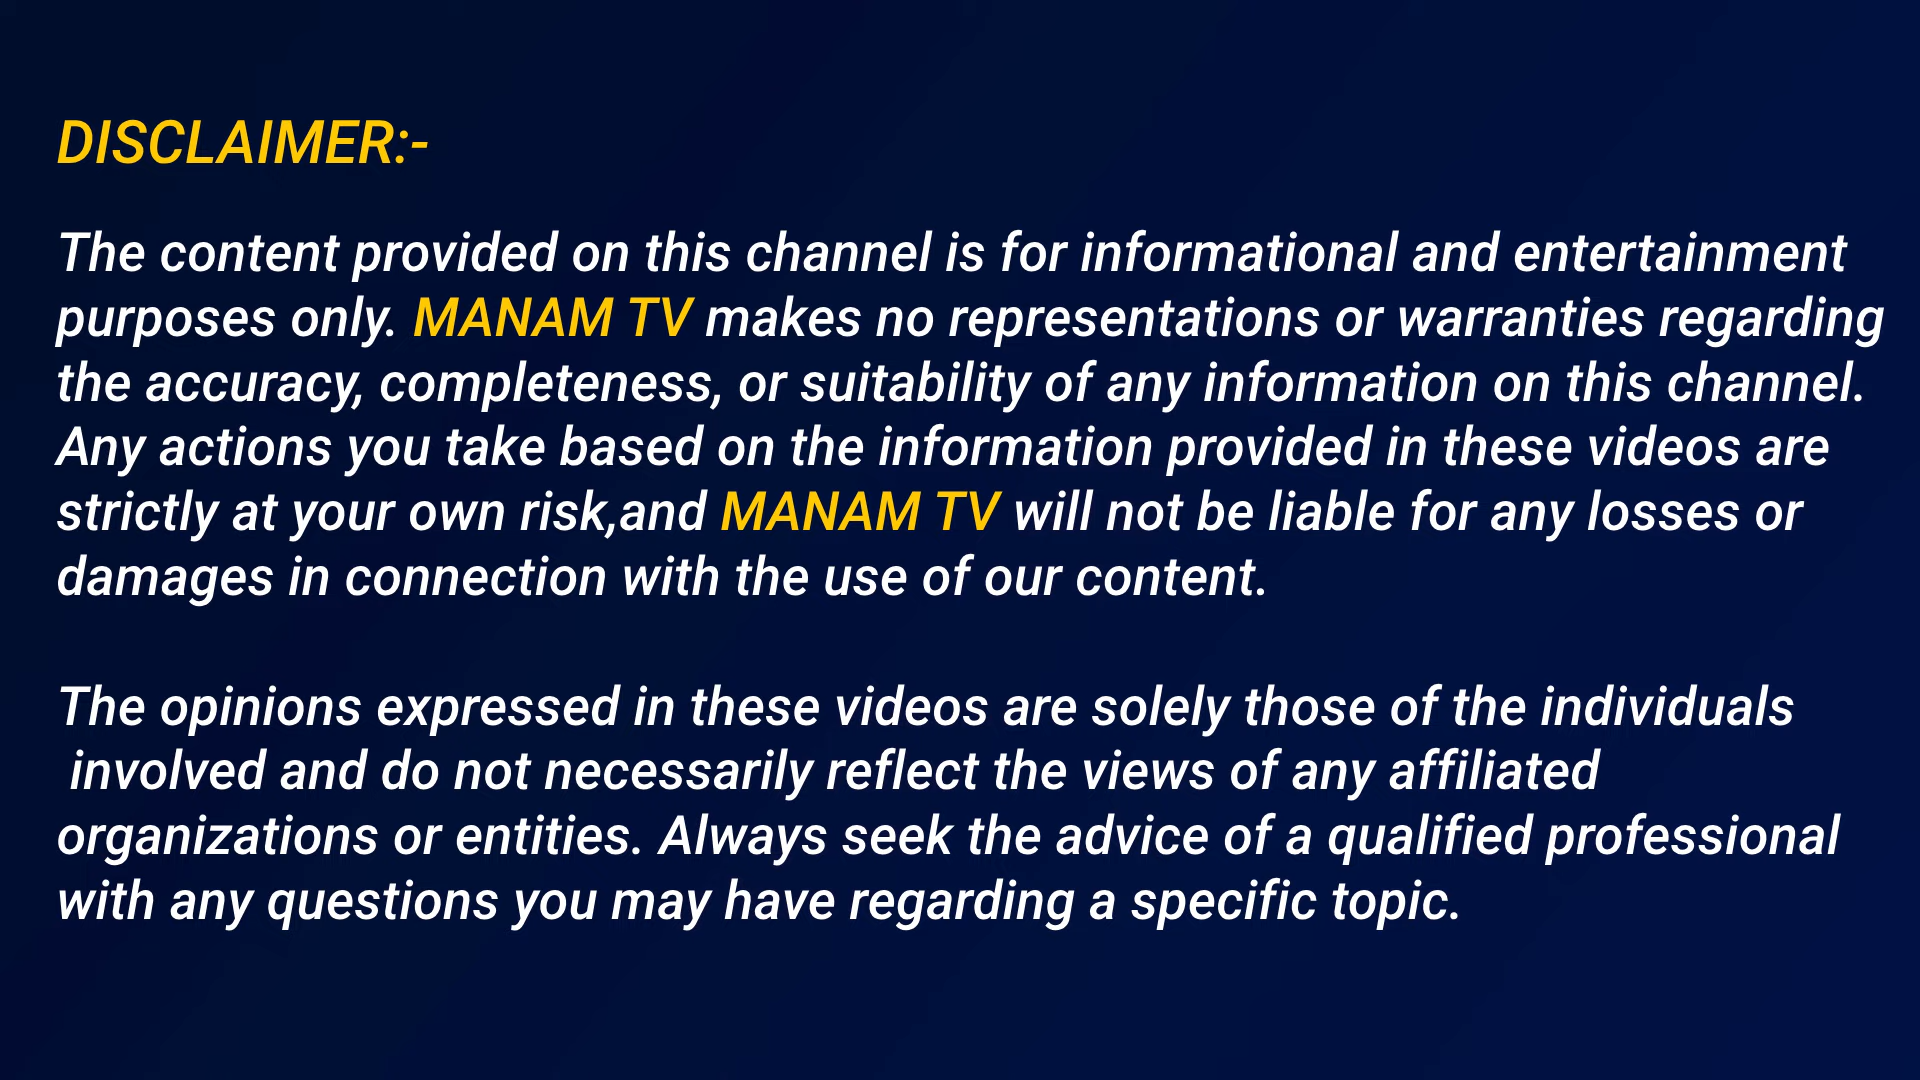 DISCLAIMER:-
The content provided on this channel is for informational and entertainment
purposes only. MANAM TV makes no representations or warranties regarding
the accuracy, completeness, or suitability of any information on this channel.
Any actions you take based on the information provided in these videos are
strictly at your own risk,and MANAM TV will not be liable for any losses or
damages in connection with the use of our content.
The opinions expressed in these videos are solely those of the individuals
involved and do not necessarily reflect the views of any affiliated
organizations or entities. Always seek the advice of a qualified professional
with any questions you may have regarding a specific topic.